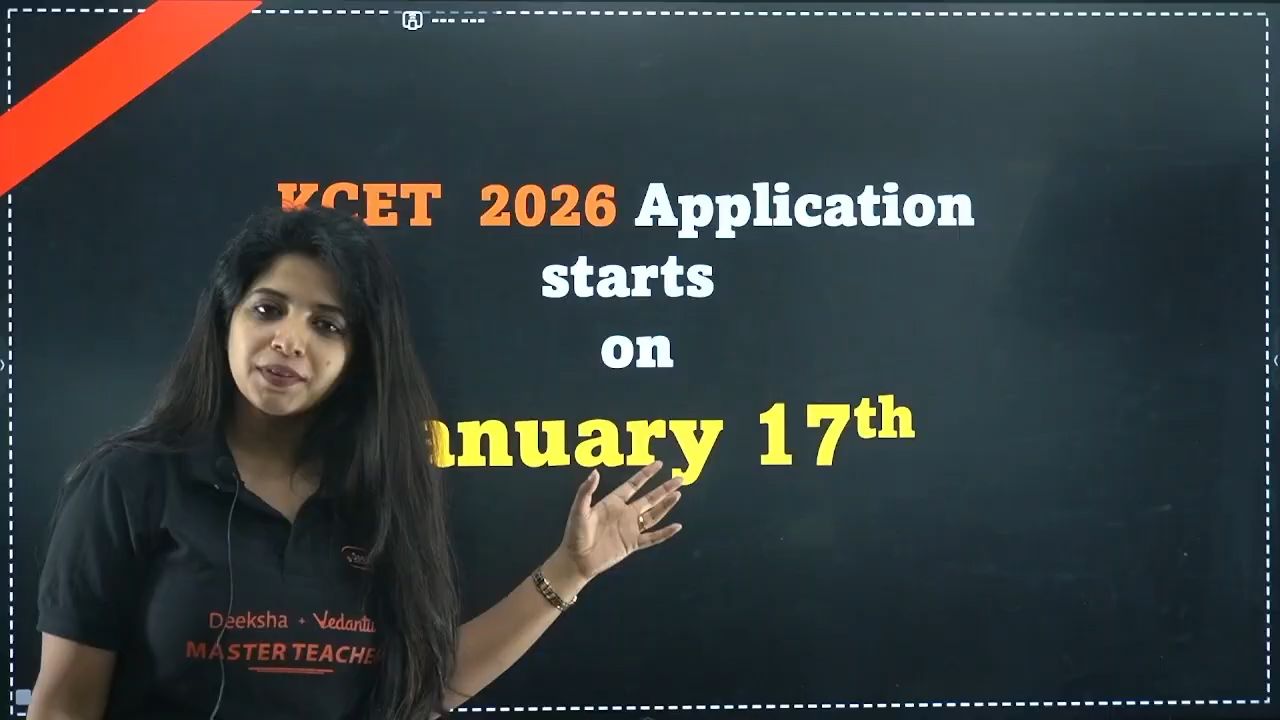 KCET 2026 Application
starts
on
anuary 17th
Deeksha + Vedantu
MASTER TEACHE